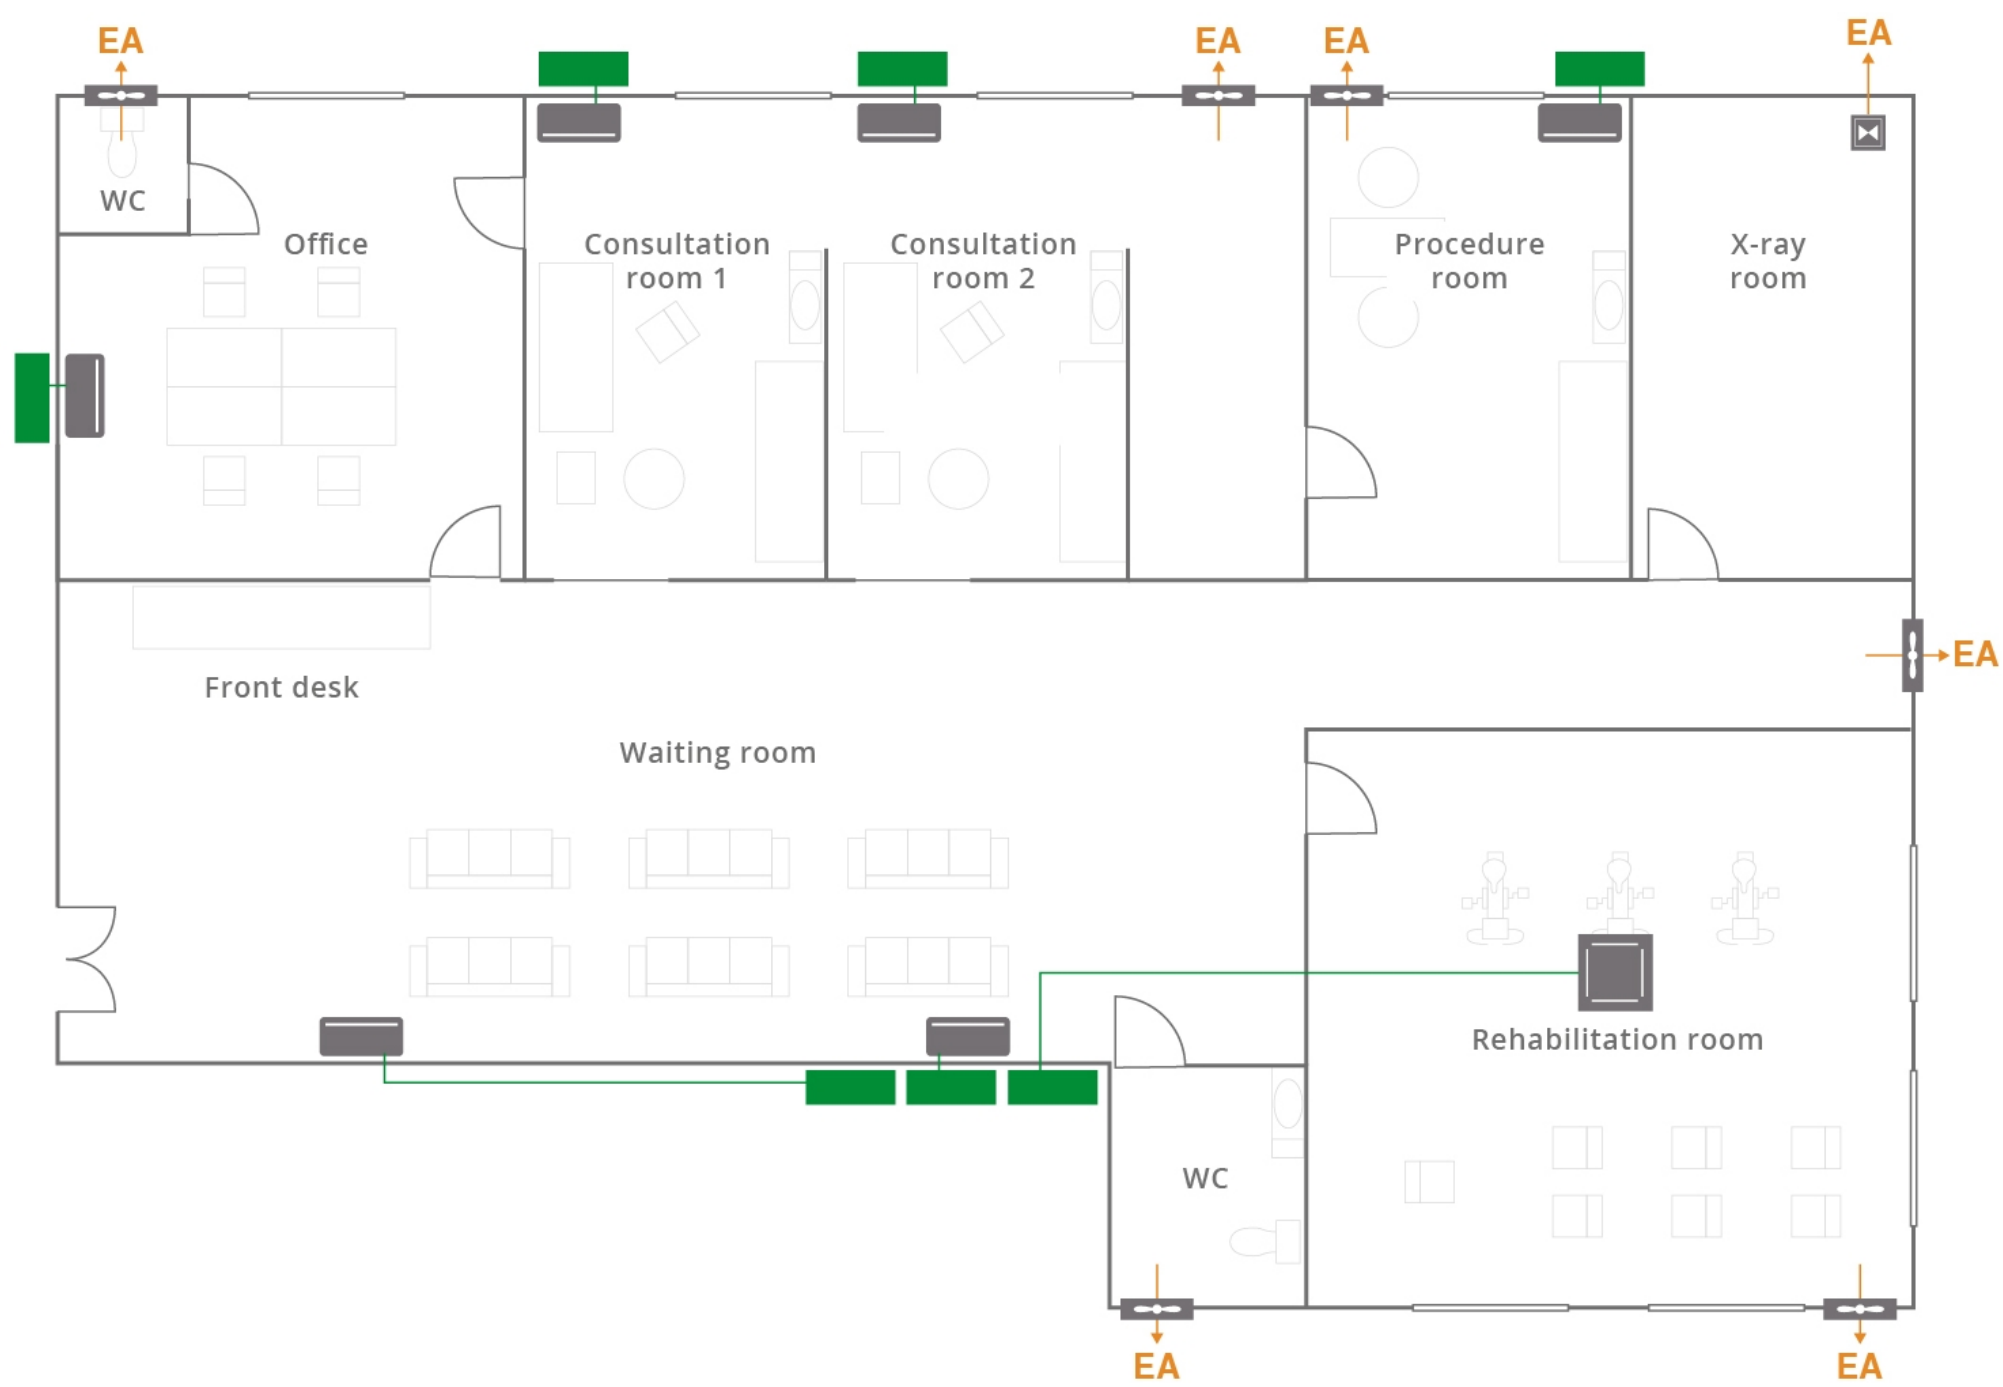 EA
EA
EA
EA
WC
Office
Consultation
room 1
Consultation
room 2
Procedure
room
X-ray
room
EA
Front desk
Waiting room
Rehabilitation room
WC
EA
EA